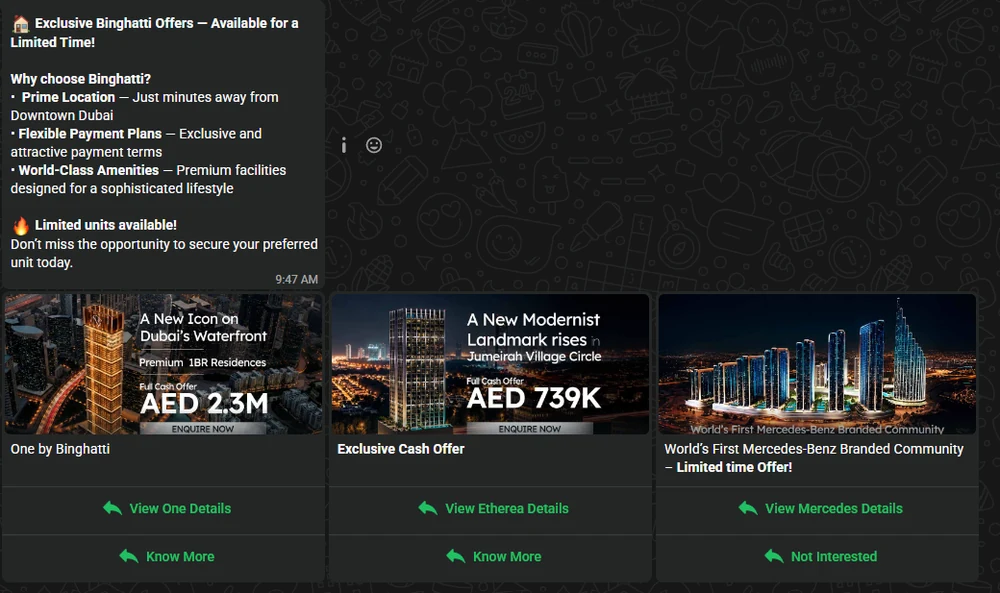 🏠 Exclusive Binghatti Offers — Available for a
Limited Time!
Why choose Binghatti?
• Prime Location — Just minutes away from
Downtown Dubai
• Flexible Payment Plans — Exclusive and
attractive payment terms
• World-Class Amenities — Premium facilities
designed for a sophisticated lifestyle
🔥 Limited units available!
Don't miss the opportunity to secure your preferred
unit today.
9:47 AM
A New Icon on
Dubai's Waterfront
Premium 1BR Residences
Full Cash Offer
AED 2.3M
ENQUIRE NOW
One by Binghatti
View One Details
Know More
A New Modernist
Landmark rises in
Jumeirah Village Circle
Full Cash Offer
AED 739K
ENQUIRE NOW
Exclusive Cash Offer
View Etherea Details
Know More
World's First Mercedes-Benz Branded Community
World's First Mercedes-Benz Branded Community
– Limited time Offer!
View Mercedes Details
Not Interested